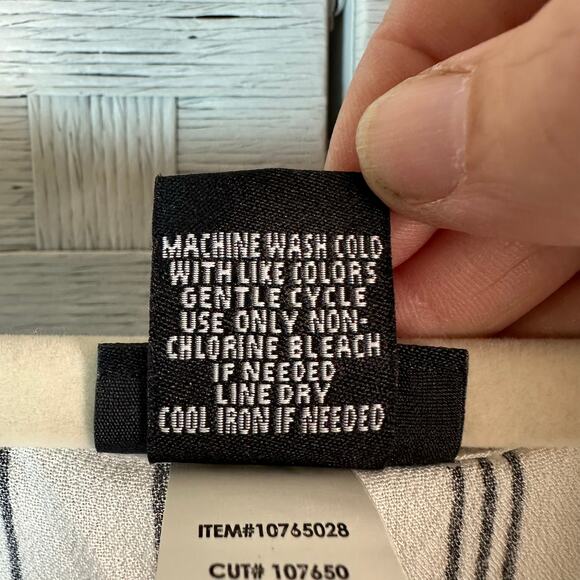 MACHINE WASH COLD
WITH LIKE COLORS
GENTLE CYCLE
USE ONLY NON-
CHLORINE BLEACH
IF NEEDED
LINE DRY
COOL IRON IF NEEDED
ITEM#10765028
CUT# 107650